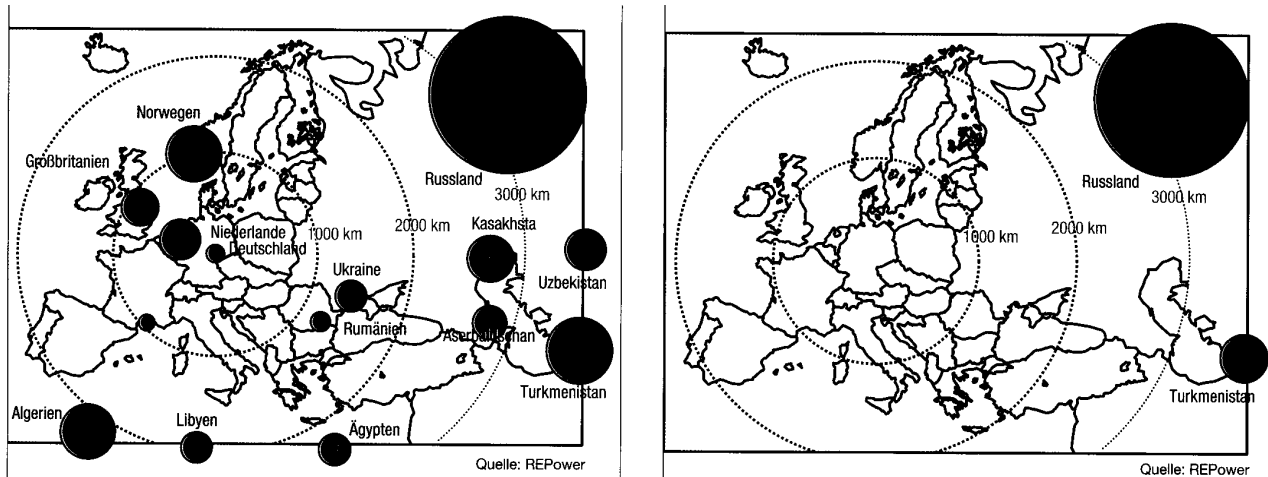 Norwegen
Großbritanien
Russland
3000 km
Niederlande
Deutschland
1000 km
2000 km
Kasakhsta
Uzbekistan
Ukraine
Rumänien
Aserbaidschan
Turkmenistan
Algerien
Libyen
Ägypten
Quelle: REPower
Russland
3000 km
1000 km
2000 km
Turkmenistan
Quelle: REPower